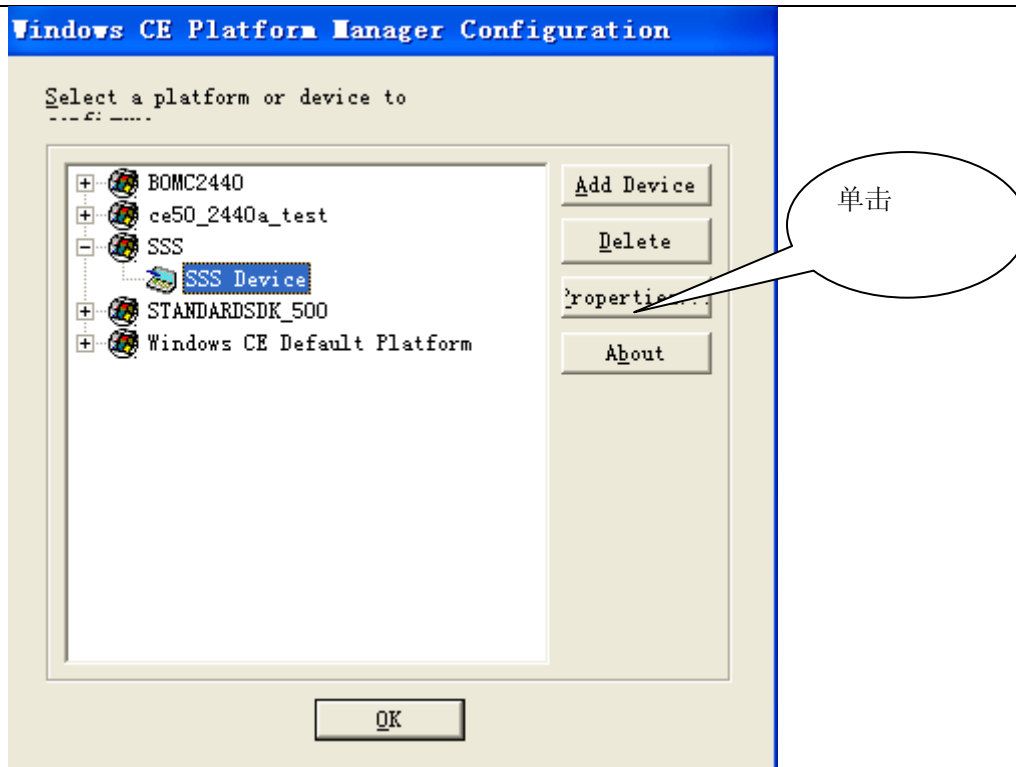 Windows CE Platform Manager Configuration
Select a platform or device to
BOMC2440
ce50_2440a_test
SSS
SSS Device
STANDARDSDK_500
Windows CE Default Platform
Add Device
Delete
Properties...
About
单击
OK